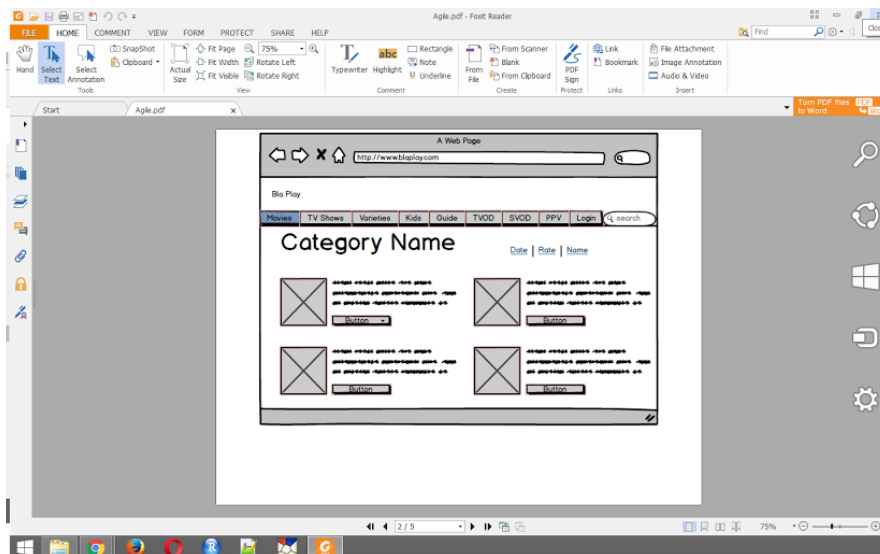 Agile.pdf - Foxit Reader
Clos
FILE HOME COMMENT VIEW FORM PROTECT SHARE HELP
Find
Hand
Select Text
Select Annotation
SnapShot
Clipboard
Tools
Actual Size
Fit Page
Fit Width
Fit Visible
75%
Rotate Left
Rotate Right
View
Typewriter
Highlight
Rectangle
Note
Underline
Comment
From File
From Scanner
Blank
From Clipboard
Create
PDF Sign
Protect
Link
Bookmark
Links
File Attachment
Image Annotation
Audio & Video
Insert
Start
Agile.pdf
Turn PDF files
to Word
A Web Page
http://www.blaplay.com
Bla Play
Movies TV Shows Varieties Kids Guide TVOD SVOD PPV Login search
Category Name
Date | Rate | Name
Button Button
Button Button
2 / 5
75%